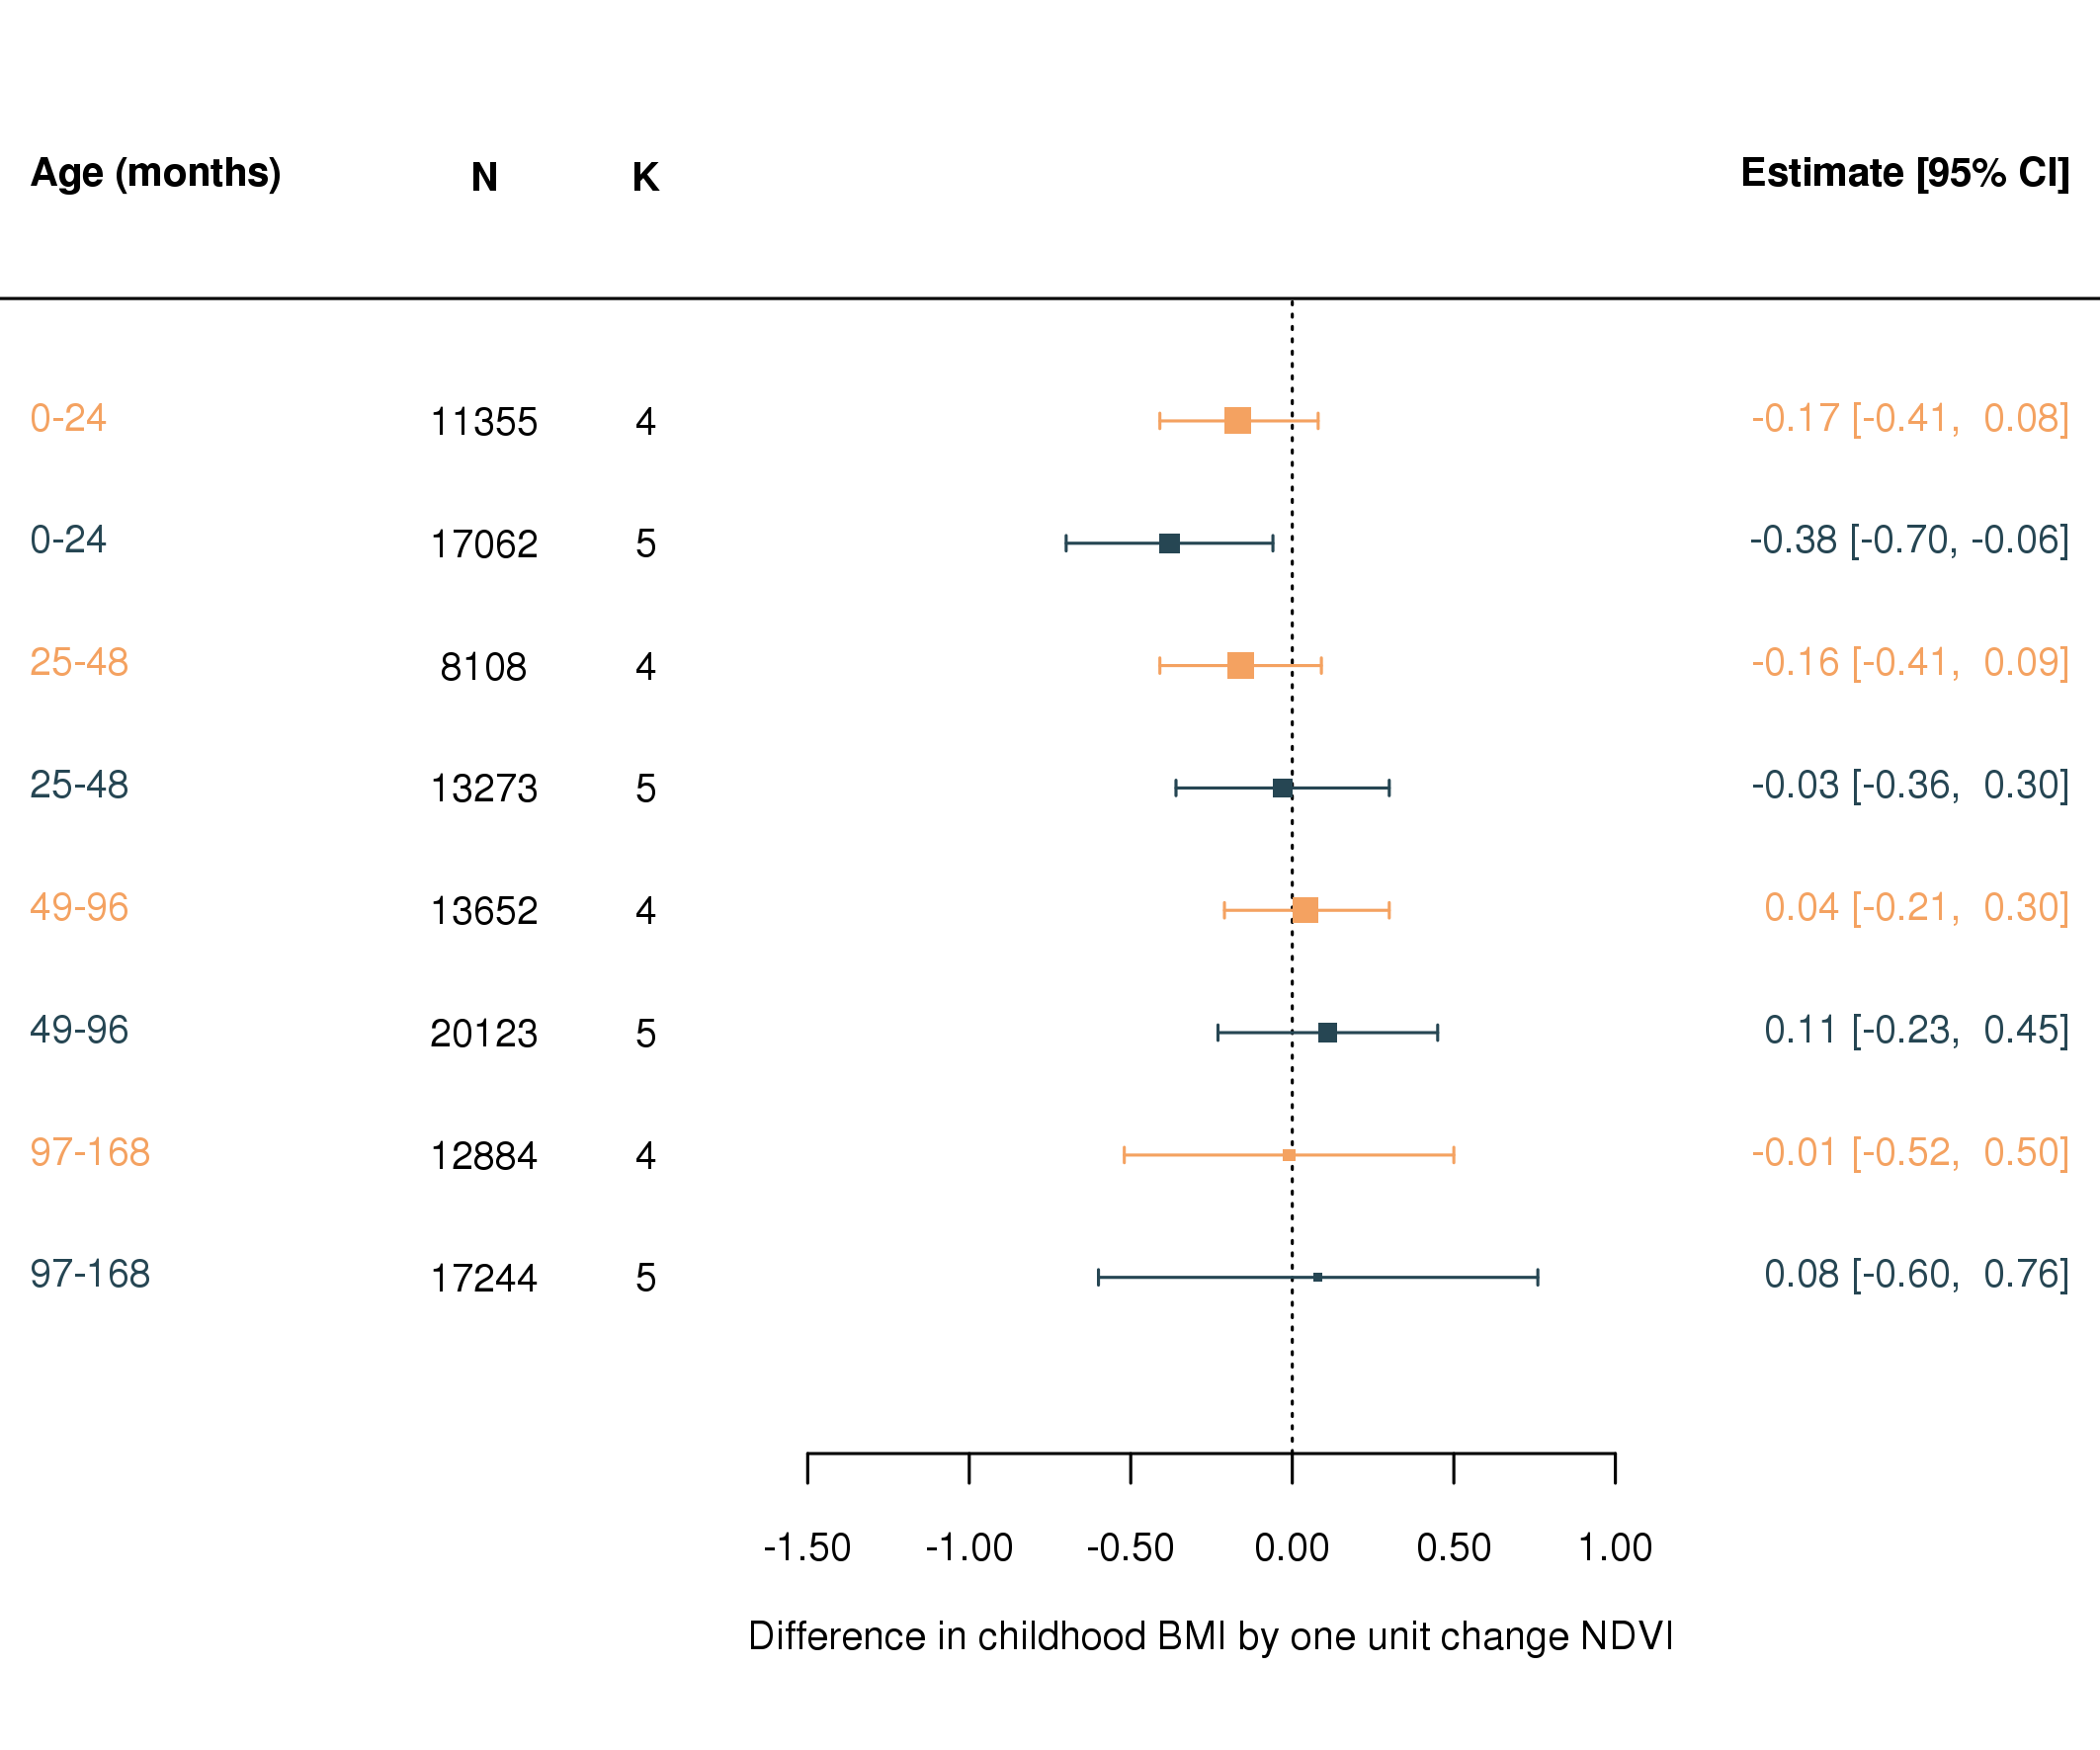 Age (months) N K Estimate [95% CI]
0-24 11355 4 -0.17 [-0.41, 0.08]
0-24 17062 5 -0.38 [-0.70, -0.06]
25-48 8108 4 -0.16 [-0.41, 0.09]
25-48 13273 5 -0.03 [-0.36, 0.30]
49-96 13652 4 0.04 [-0.21, 0.30]
49-96 20123 5 0.11 [-0.23, 0.45]
97-168 12884 4 -0.01 [-0.52, 0.50]
97-168 17244 5 0.08 [-0.60, 0.76]
-1.50 -1.00 -0.50 0.00 0.50 1.00
Difference in childhood BMI by one unit change NDVI